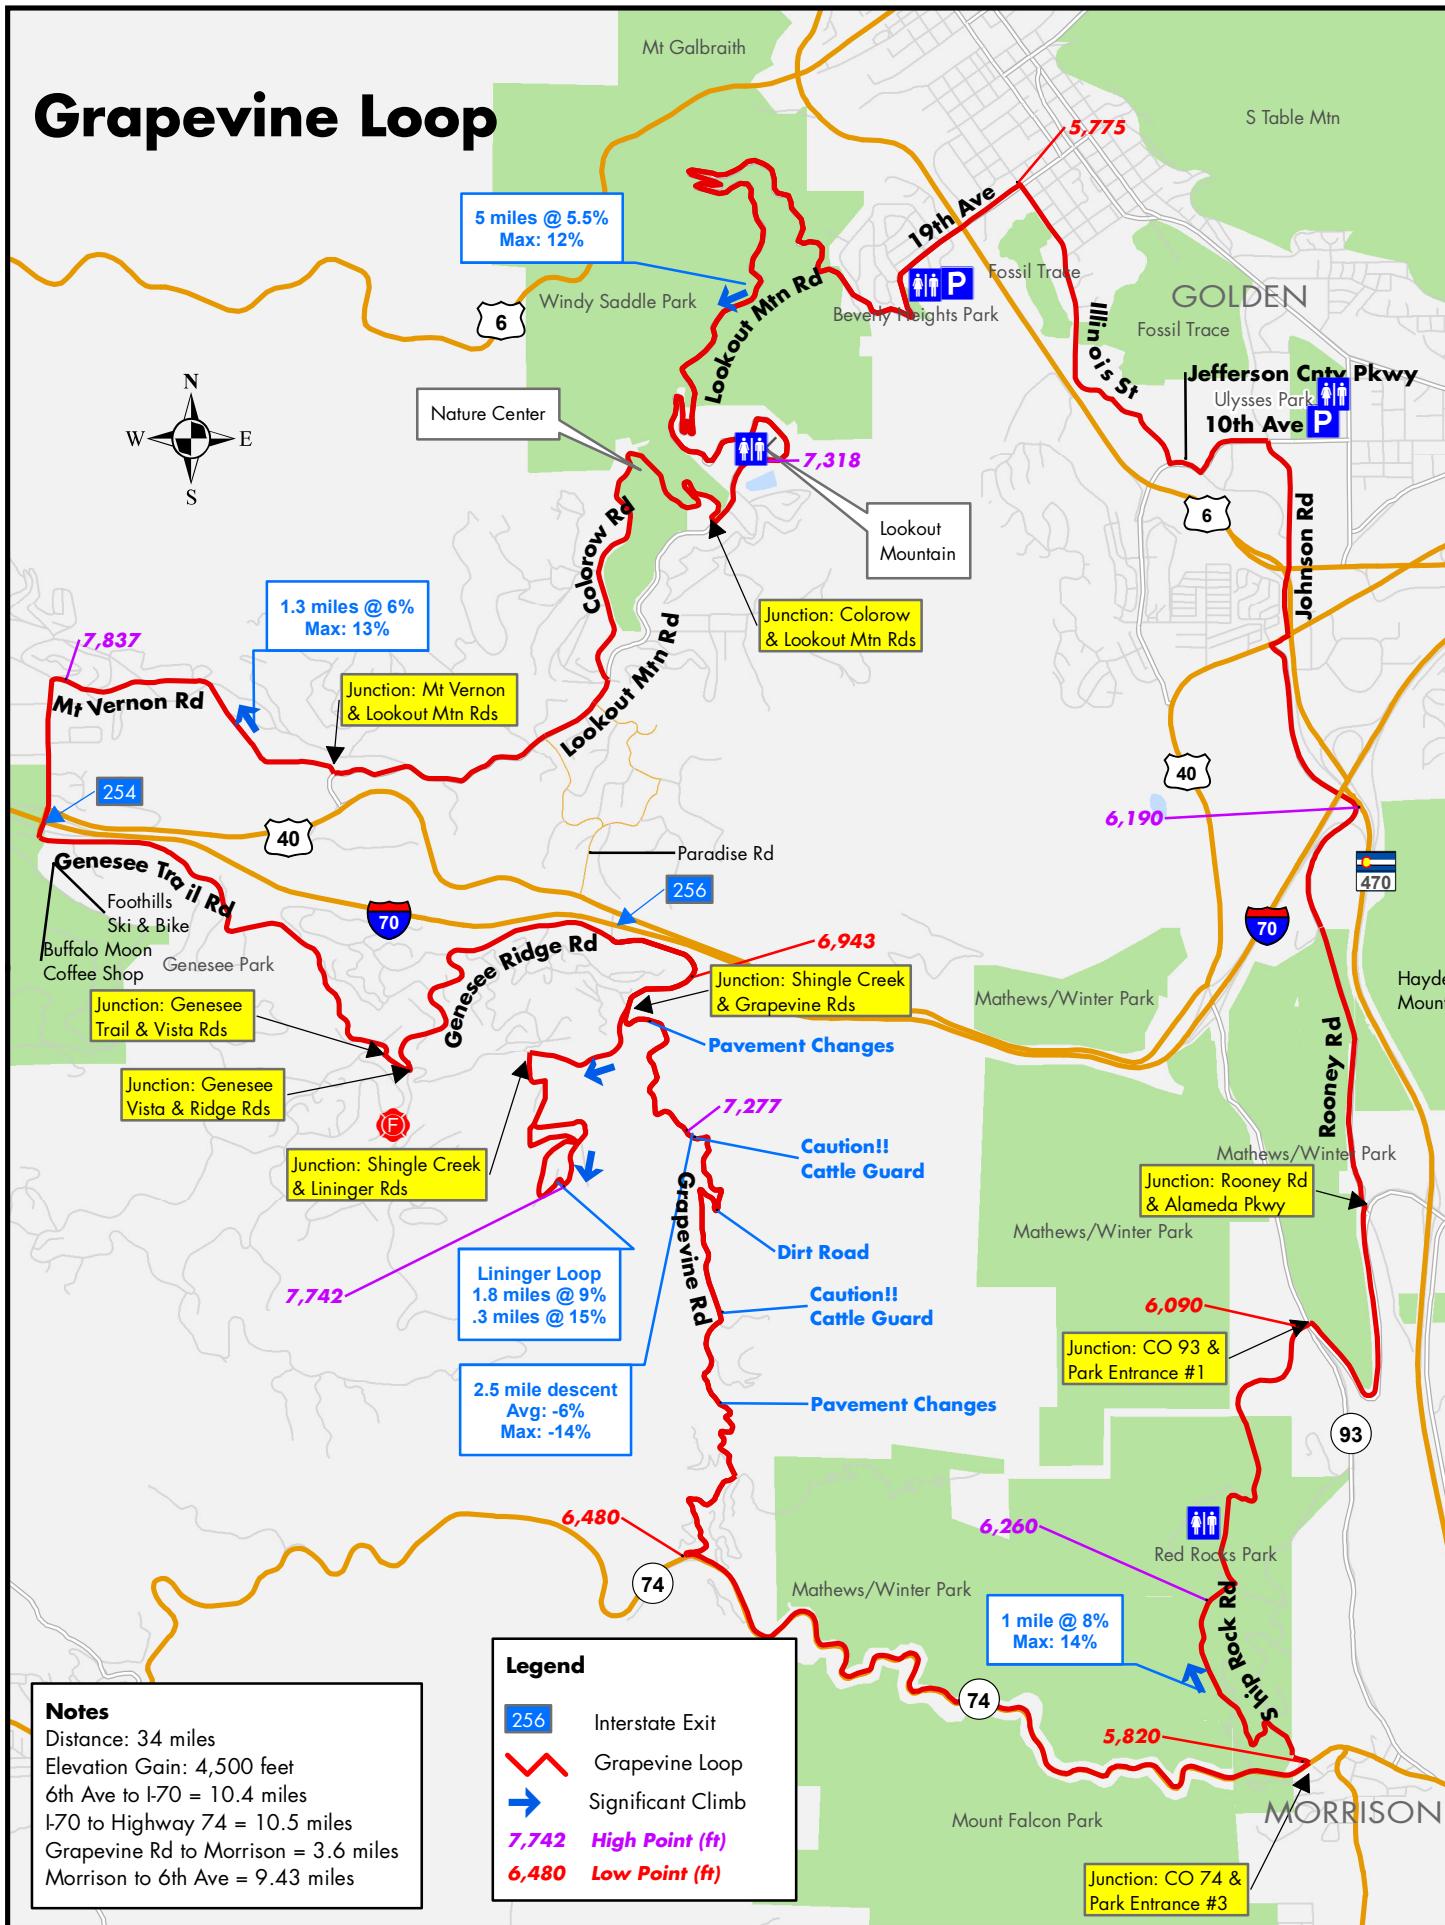 Grapevine Loop
Mt Galbraith
S Table Mtn
5,775
19th Ave
5 miles @ 5.5%
Max: 12%
Windy Saddle Park
6
Lookout Mtn Rd
P
Fossil Trace
Beverly Heights Park
GOLDEN
Fossil Trace
Illinois St
Jefferson Cnty Pkwy
Ulysses Park
10th Ave
P
N
W
E
S
Nature Center
7,318
Lookout
Mountain
6
Johnson Rd
Colorow Rd
Junction: Colorow
& Lookout Mtn Rds
1.3 miles @ 6%
Max: 13%
7,837
Mt Vernon Rd
Junction: Mt Vernon
& Lookout Mtn Rds
Lookout Mtn Rd
254
40
40
6,190
Paradise Rd
256
470
70
70
Genesee Trail Rd
Foothills
Ski & Bike
Buffalo Moon
Coffee Shop
Genesee Park
Genesee Ridge Rd
6,943
Junction: Shingle Creek
& Grapevine Rds
Mathews/Winter Park
Hayde
Mount
Junction: Genesee
Trail & Vista Rds
Pavement Changes
Rooney Rd
Junction: Genesee
Vista & Ridge Rds
F
7,277
Caution!!
Cattle Guard
Junction: Shingle Creek
& Lininger Rds
Mathews/Winter Park
Junction: Rooney Rd
& Alameda Pkwy
Grapevine Rd
Mathews/Winter Park
Dirt Road
Lininger Loop
1.8 miles @ 9%
.3 miles @ 15%
7,742
Caution!!
Cattle Guard
6,090
Junction: CO 93 &
Park Entrance #1
2.5 mile descent
Avg: -6%
Max: -14%
Pavement Changes
93
6,480
74
6,260
Red Rocks Park
Mathews/Winter Park
1 mile @ 8%
Max: 14%
Ship Rock Rd
74
5,820
Mount Falcon Park
MORRISON
Junction: CO 74 &
Park Entrance #3
Notes
Distance: 34 miles
Elevation Gain: 4,500 feet
6th Ave to I-70 = 10.4 miles
I-70 to Highway 74 = 10.5 miles
Grapevine Rd to Morrison = 3.6 miles
Morrison to 6th Ave = 9.43 miles
Legend
256 Interstate Exit
Grapevine Loop
Significant Climb
7,742 High Point (ft)
6,480 Low Point (ft)